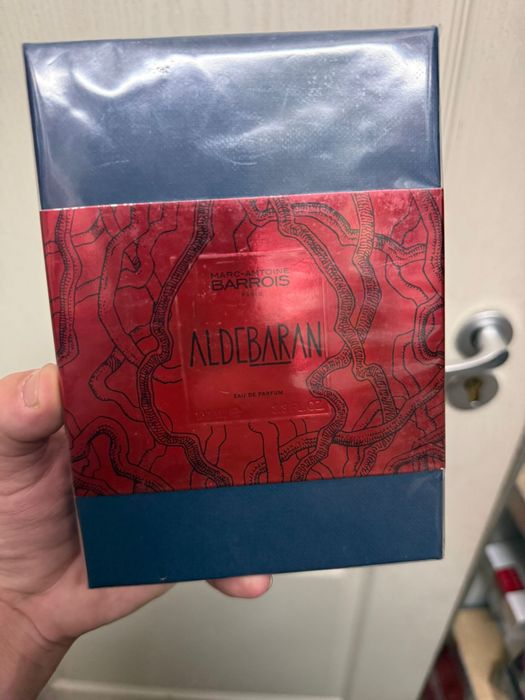 MARC-ANTOINE
BARROIS
PARIS
ALDEBARAN
EAU DE PARFUM